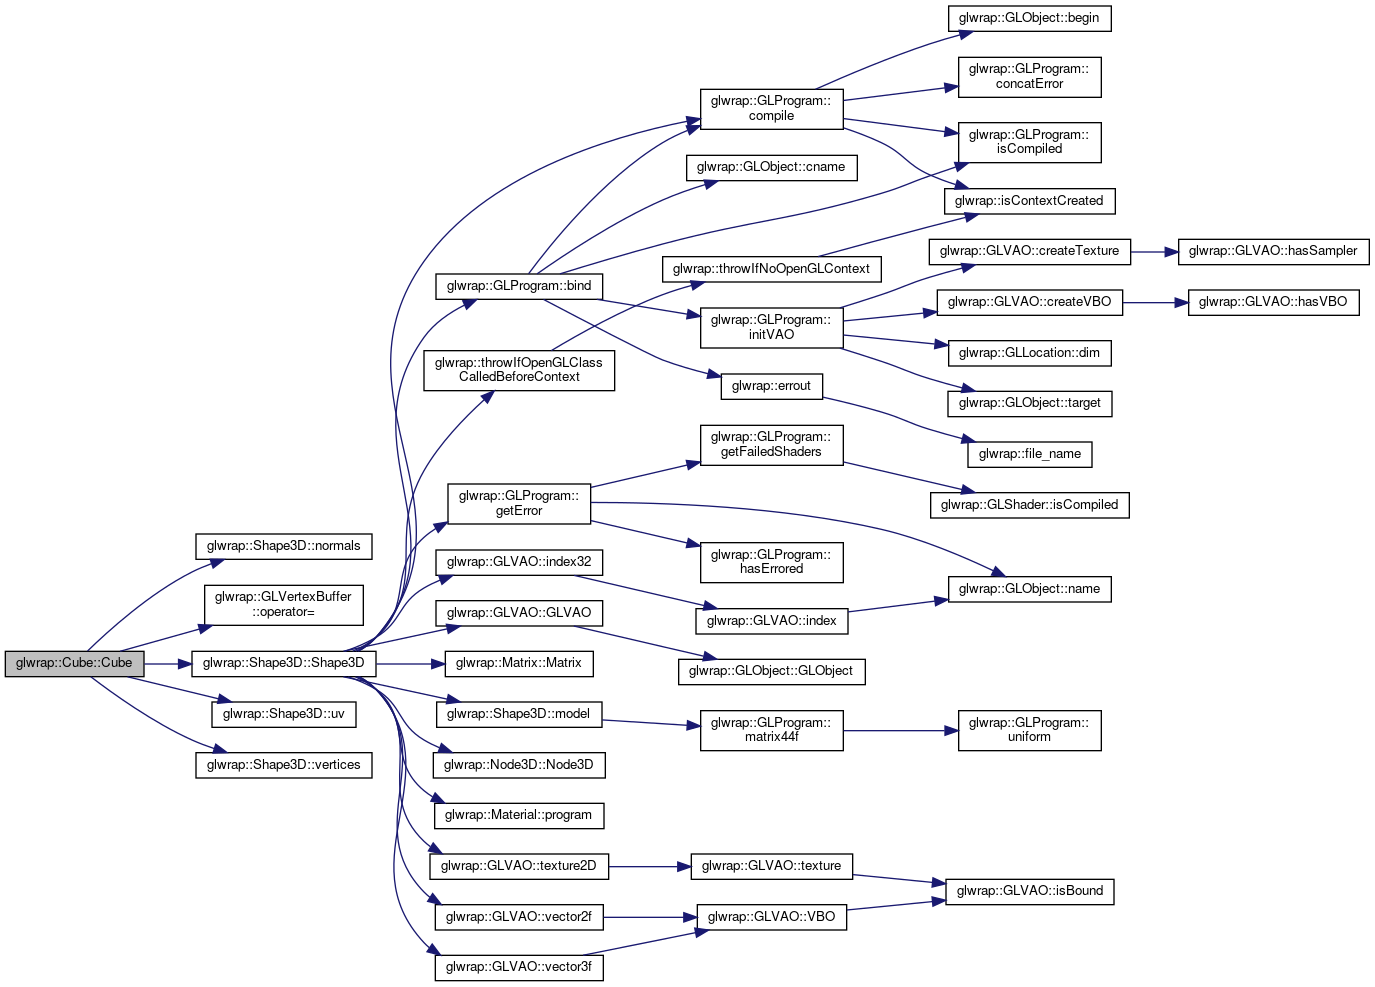 glwrap::Cube::Cube
glwrap::Shape3D::normals
glwrap::GLVertexBuffer
::operator=
glwrap::Shape3D::Shape3D
glwrap::Shape3D::uv
glwrap::Shape3D::vertices
glwrap::GLProgram::bind
glwrap::throwIfOpenGLClass
CalledBeforeContext
glwrap::GLProgram::
getError
glwrap::GLVAO::index32
glwrap::GLVAO::GLVAO
glwrap::Matrix::Matrix
glwrap::Shape3D::model
glwrap::Node3D::Node3D
glwrap::Material::program
glwrap::GLVAO::texture2D
glwrap::GLVAO::vector2f
glwrap::GLVAO::vector3f
glwrap::GLProgram::
compile
glwrap::GLObject::cname
glwrap::throwIfNoOpenGLContext
glwrap::GLProgram::
initVAO
glwrap::errout
glwrap::GLProgram::
getFailedShaders
glwrap::GLProgram::
hasErrored
glwrap::GLVAO::index
glwrap::GLObject::GLObject
glwrap::GLProgram::
matrix44f
glwrap::GLVAO::texture
glwrap::GLVAO::VBO
glwrap::GLObject::begin
glwrap::GLProgram::
concatError
glwrap::GLProgram::
isCompiled
glwrap::isContextCreated
glwrap::GLVAO::createTexture
glwrap::GLVAO::createVBO
glwrap::GLLocation::dim
glwrap::GLObject::target
glwrap::file_name
glwrap::GLShader::isCompiled
glwrap::GLObject::name
glwrap::GLProgram::
uniform
glwrap::GLVAO::isBound
glwrap::GLVAO::hasSampler
glwrap::GLVAO::hasVBO